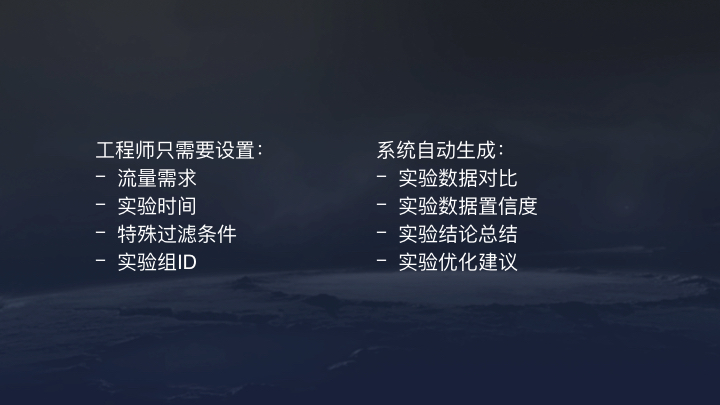 工程师只需要设置：
- 流量需求
- 实验时间
- 特殊过滤条件
- 实验组ID
系统自动生成：
- 实验数据对比
- 实验数据置信度
- 实验结论总结
- 实验优化建议